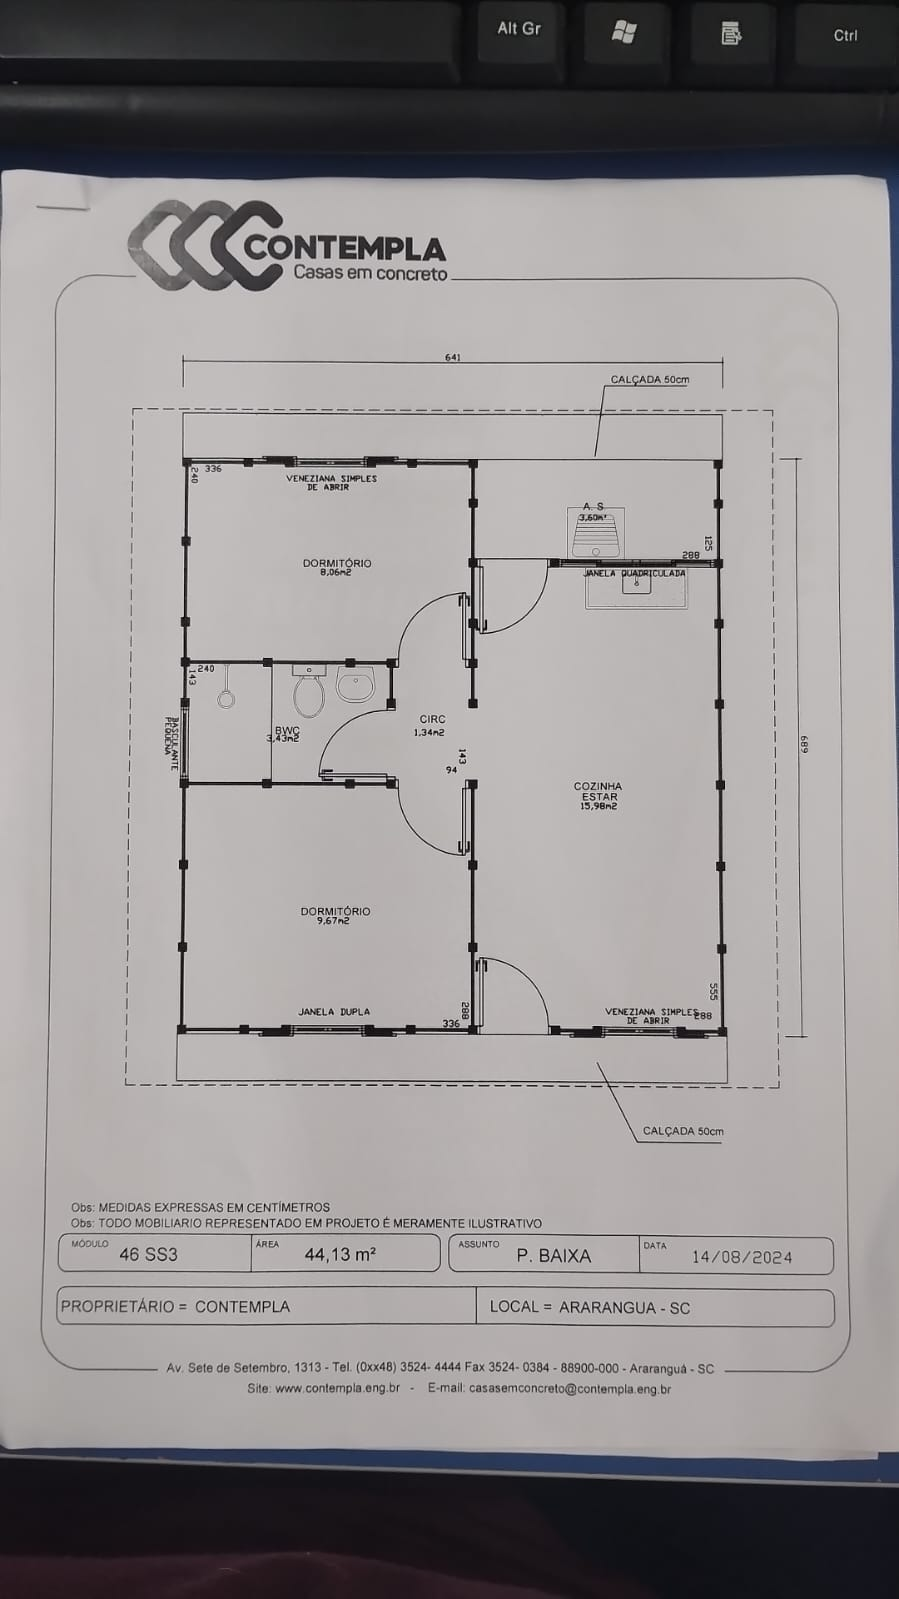 Alt Gr
Ctrl
CONTEMPLA
Casas em concreto
641
CALÇADA 50cm
336
240
VENEZIANA SIMPLES
DE ABRIR
A. S.
3,60m²
125
288
JANELA QUADRICULADA
DORMITÓRIO
8,06m2
240
143
BWC
3,43m2
BASCULANTE
PEQUENA
CIRC
1,34m2
143
94
689
COZINHA
ESTAR
15,98m2
DORMITÓRIO
9,67m2
555
288
JANELA DUPLA
336
288
VENEZIANA SIMPLES
DE ABRIR
CALÇADA 50cm
Obs: MEDIDAS EXPRESSAS EM CENTÍMETROS
Obs: TODO MOBILIARIO REPRESENTADO EM PROJETO É MERAMENTE ILUSTRATIVO
MÓDULO 46 SS3 ÁREA 44,13 m² ASSUNTO P. BAIXA DATA 14/08/2024
PROPRIETÁRIO = CONTEMPLA LOCAL = ARARANGUA - SC
Av. Sete de Setembro, 1313 - Tel. (0xx48) 3524- 4444 Fax 3524- 0384 - 88900-000 - Araranguá - SC
Site: www.contempla.eng.br - E-mail: casasemconcreto@contempla.eng.br